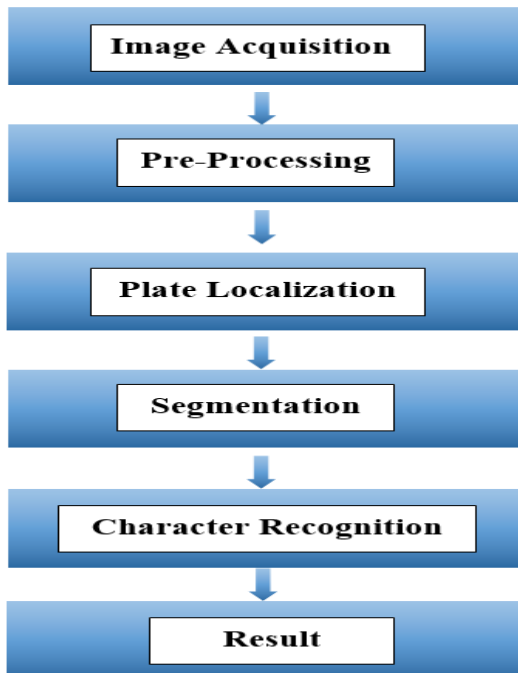 Image Acquisition
Pre-Processing
Plate Localization
Segmentation
Character Recognition
Result